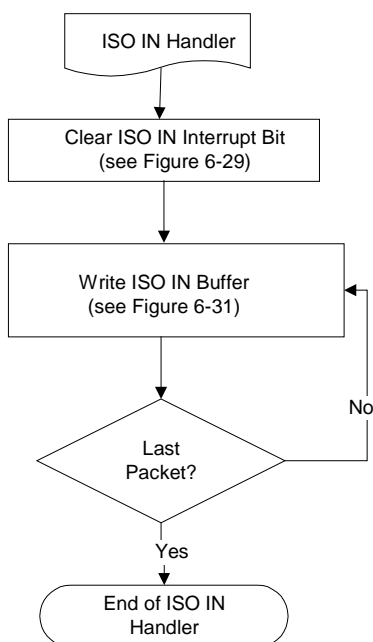 ISO IN Handler
Clear ISO IN Interrupt Bit
(see Figure 6-29)
Write ISO IN Buffer
(see Figure 6-31)
No
Last
Packet?
Yes
End of ISO IN
Handler